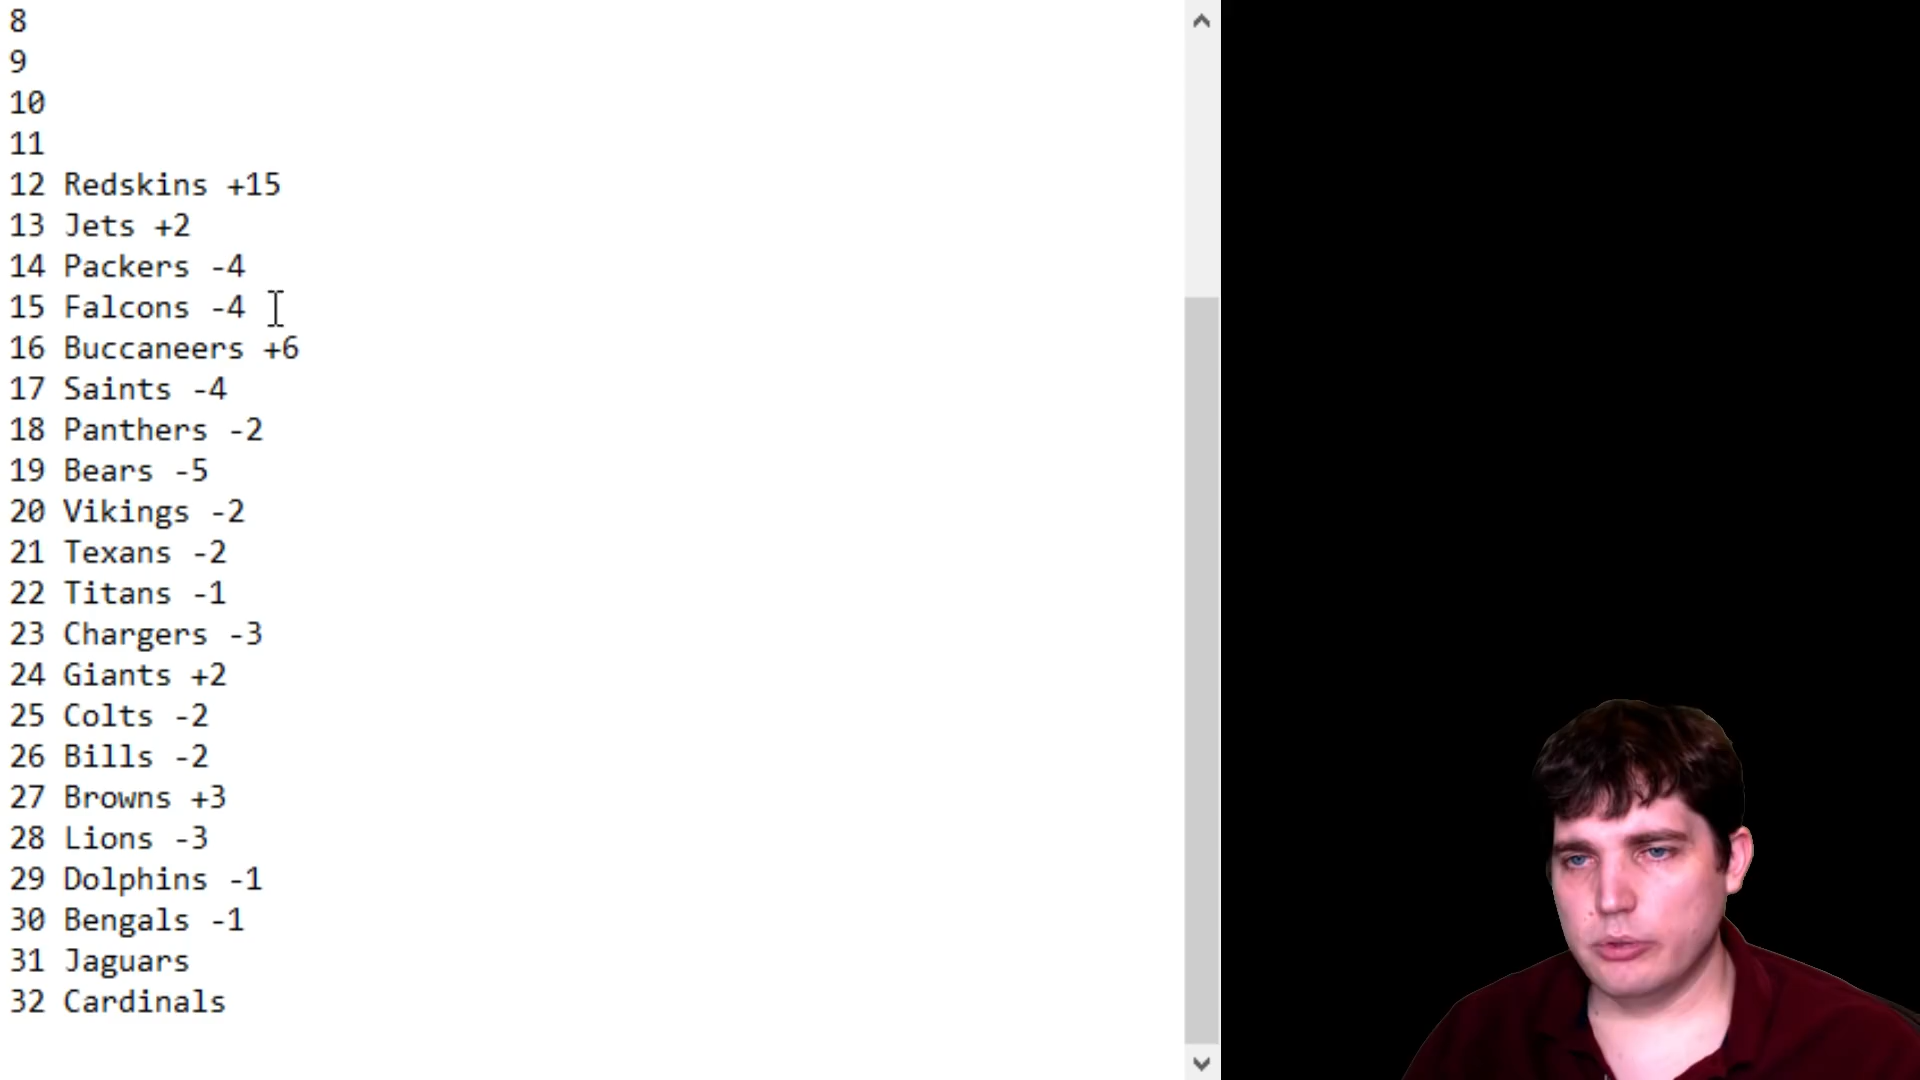 8
9
10
11
12 Redskins +15
13 Jets +2
14 Packers -4
15 Falcons -4
16 Buccaneers +6
17 Saints -4
18 Panthers -2
19 Bears -5
20 Vikings -2
21 Texans -2
22 Titans -1
23 Chargers -3
24 Giants +2
25 Colts -2
26 Bills -2
27 Browns +3
28 Lions -3
29 Dolphins -1
30 Bengals -1
31 Jaguars
32 Cardinals